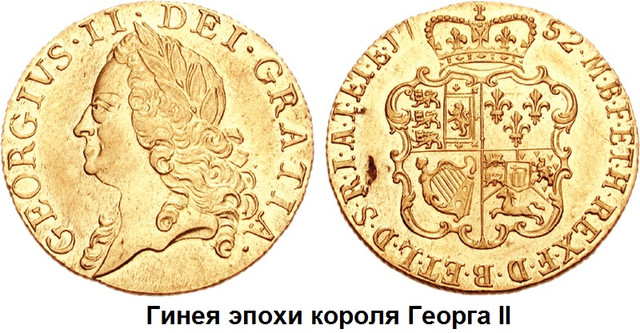 GEORGIVS·II·DEI·GRATIA·
17 52·M·B·F·ET·H·REX·F·D·B·ET·L·D·S·R·I·A·T·ET·E·
Гинея эпохи короля Георга II